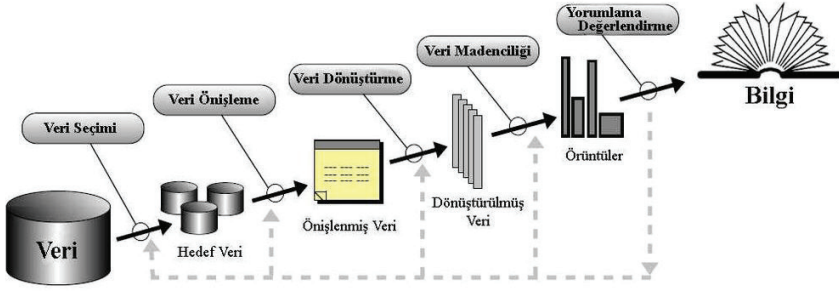 Yorumlama
Değerlendirme
Veri Madenciliği
Veri Dönüştürme
Veri Önişleme
Veri Seçimi
Veri
Hedef Veri
Önişlenmiş Veri
Dönüştürülmüş
Veri
Örüntüler
Bilgi